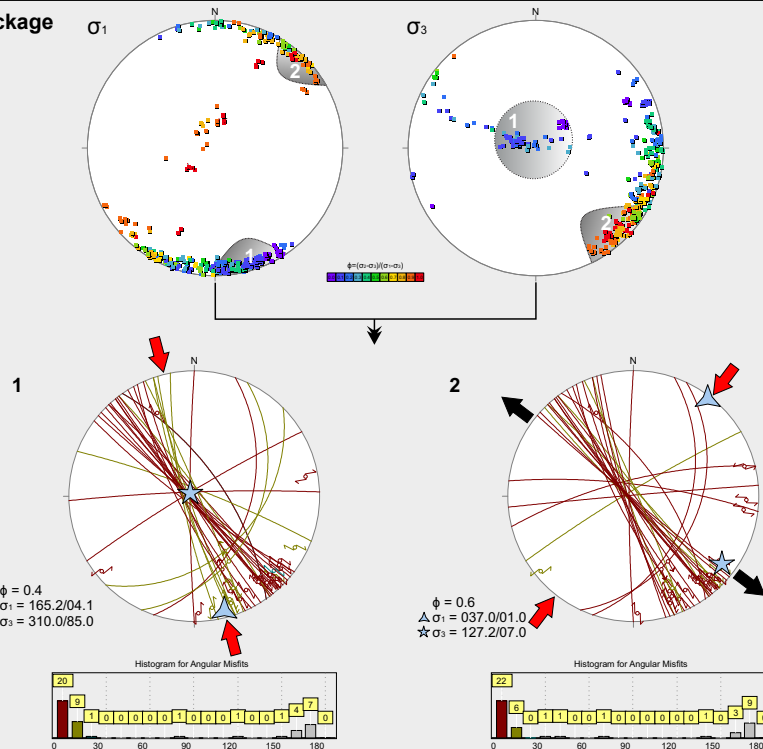 ckage
σ1
σ3
N
N
2
1
1
2
ϕ=(σ2-σ3)/(σ1-σ3)
1
N
2
N
ϕ = 0.4
σ1 = 165.2/04.1
σ3 = 310.0/85.0
ϕ = 0.6
σ1 = 037.0/01.0
σ3 = 127.2/07.0
Histogram for Angular Misfits
20 9 1 0 0 0 0 0 1 0 0 0 1 0 0 1 4 7 0
0 30 60 90 120 150 180
Histogram for Angular Misfits
22 6 0 1 1 0 0 0 1 0 0 0 0 0 1 0 3 9
0 30 60 90 120 150 180